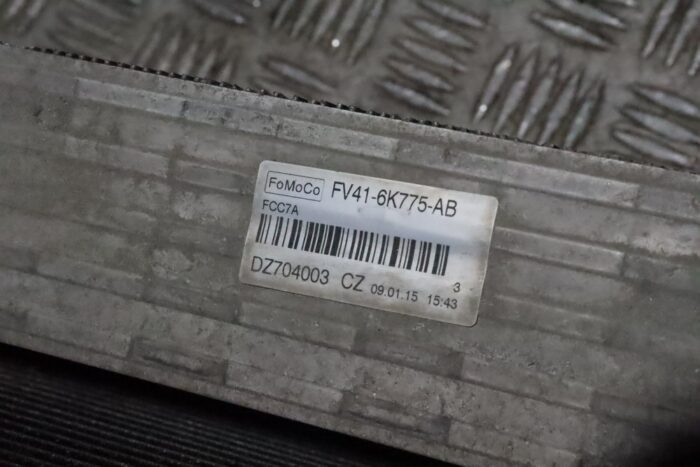 FoMoCo FV41-6K775-AB
FCC7A
3
DZ704003 CZ 09.01.15 15:43